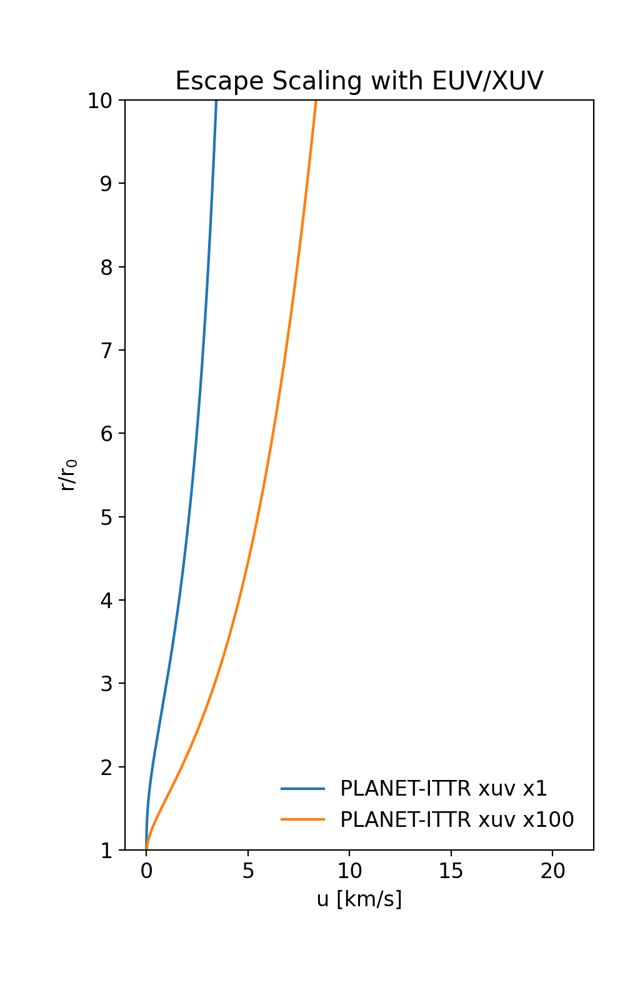 Escape Scaling with EUV/XUV
10
9
8
7
6
5
4
3
2
1
r/r₀
PLANET-ITTR xuv x1
PLANET-ITTR xuv x100
0 5 10 15 20
u [km/s]